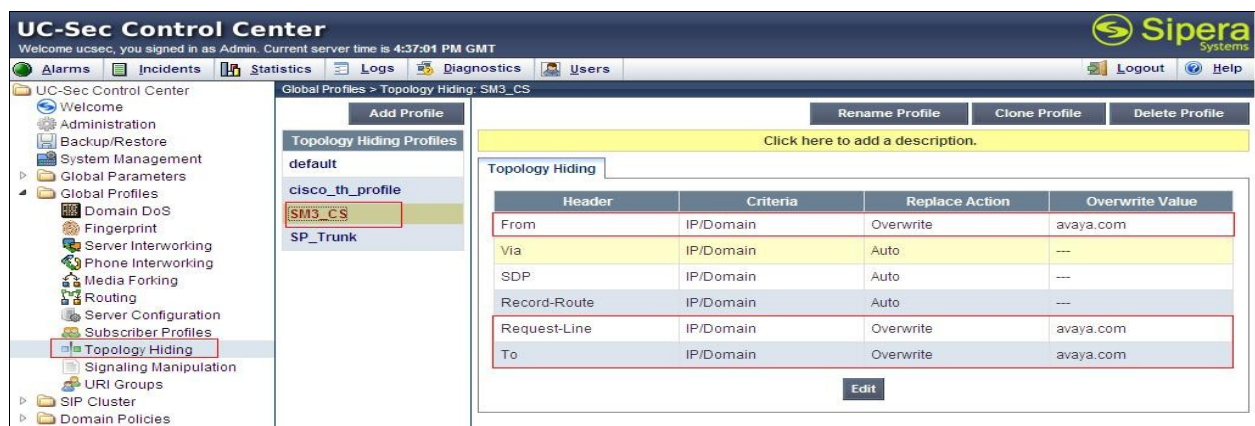 UC-Sec Control Center
Welcome ucsec, you signed in as Admin. Current server time is 4:37:01 PM GMT
Sipera
Systems
Alarms Incidents Statistics Logs Diagnostics Users Logout Help
UC-Sec Control Center
Welcome
Administration
Backup/Restore
System Management
Global Parameters
Global Profiles
Domain DoS
Fingerprint
Server Interworking
Phone Interworking
Media Forking
Routing
Server Configuration
Subscriber Profiles
Topology Hiding
Signaling Manipulation
URI Groups
SIP Cluster
Domain Policies
Global Profiles > Topology Hiding: SM3_CS
Add Profile
Topology Hiding Profiles
default
cisco_th_profile
SM3_CS
SP_Trunk
Rename Profile Clone Profile Delete Profile
Click here to add a description.
Topology Hiding
Header Criteria Replace Action Overwrite Value
From IP/Domain Overwrite avaya.com
Via IP/Domain Auto ---
SDP IP/Domain Auto ---
Record-Route IP/Domain Auto ---
Request-Line IP/Domain Overwrite avaya.com
To IP/Domain Overwrite avaya.com
Edit